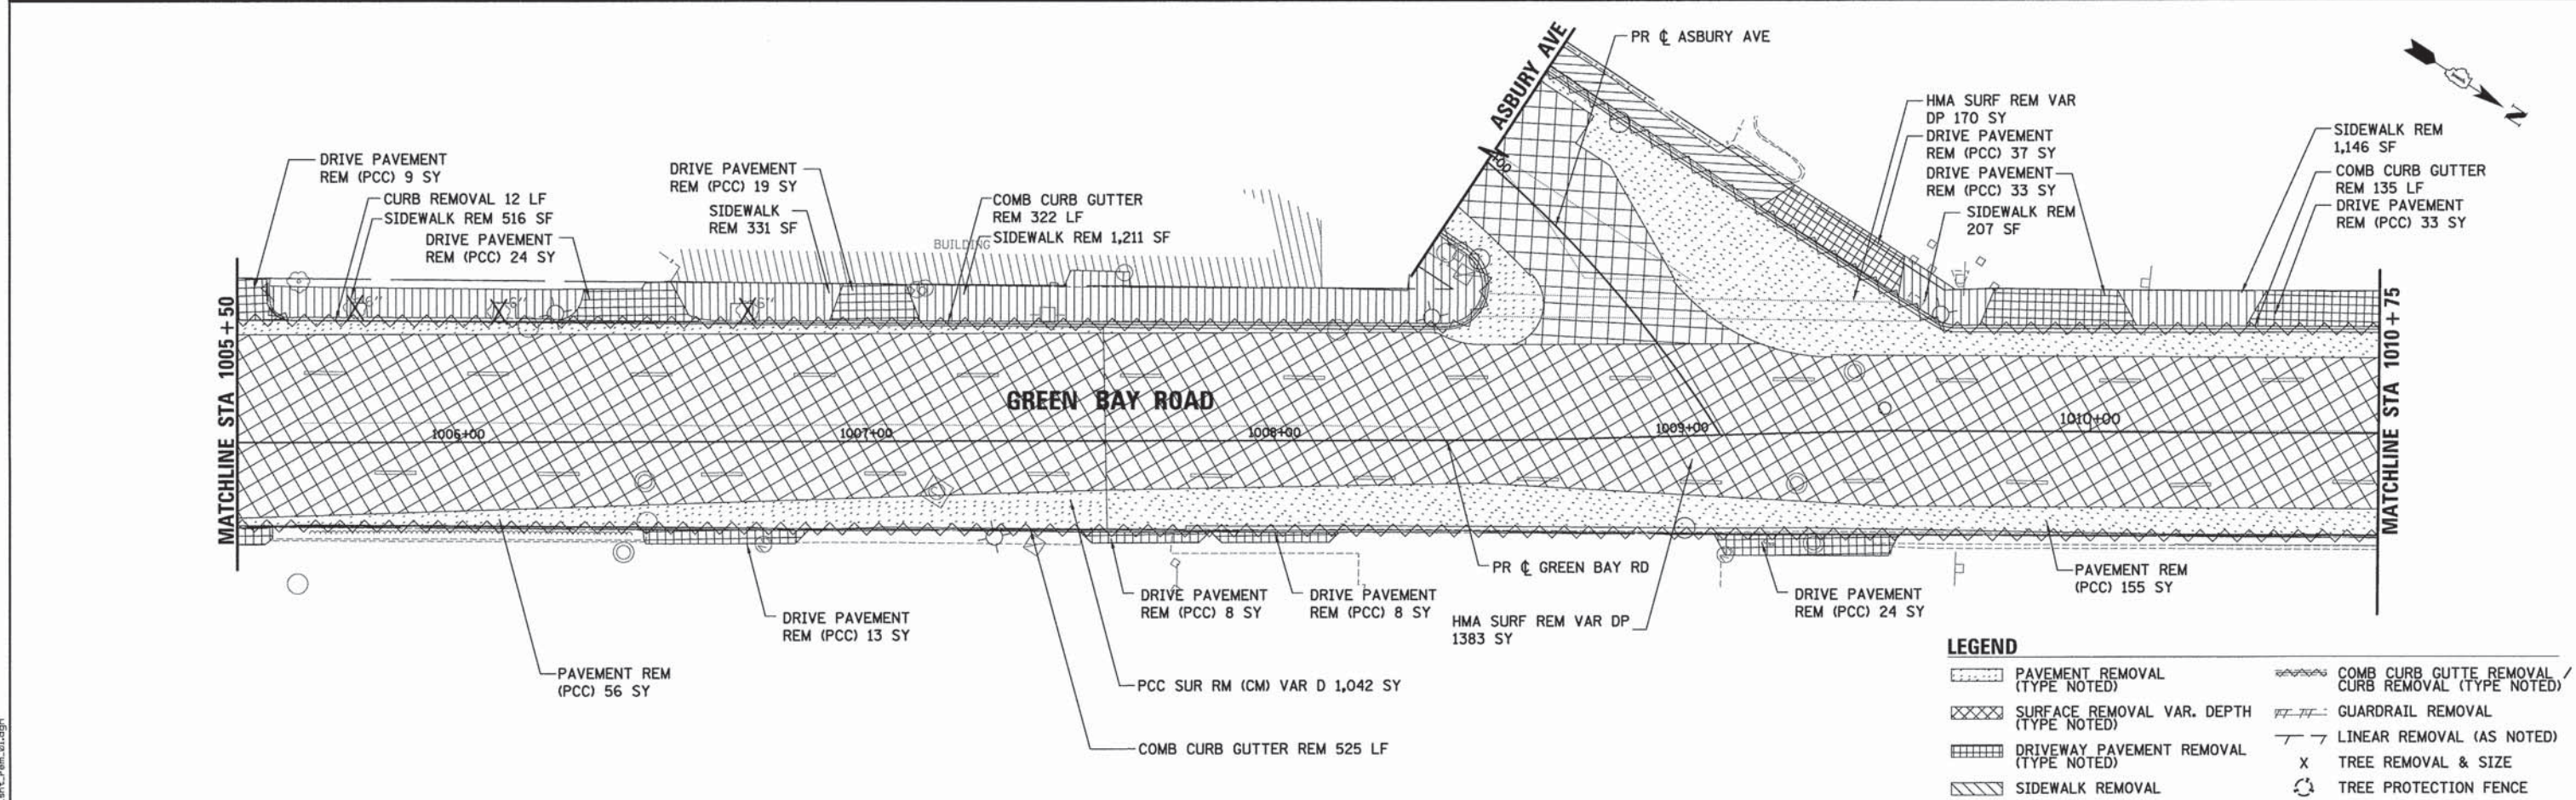 PR ℄ ASBURY AVE
ASBURY AVE
N
HMA SURF REM VAR
DP 170 SY
DRIVE PAVEMENT
REM (PCC) 37 SY
DRIVE PAVEMENT
REM (PCC) 33 SY
SIDEWALK REM
207 SF
SIDEWALK REM
1,146 SF
COMB CURB GUTTER
REM 135 LF
DRIVE PAVEMENT
REM (PCC) 33 SY
DRIVE PAVEMENT
REM (PCC) 9 SY
CURB REMOVAL 12 LF
SIDEWALK REM 516 SF
DRIVE PAVEMENT
REM (PCC) 24 SY
DRIVE PAVEMENT
REM (PCC) 19 SY
SIDEWALK
REM 331 SF
COMB CURB GUTTER
REM 322 LF
SIDEWALK REM 1,211 SF
BUILDING
MATCHLINE STA 1005+50
GREEN BAY ROAD
1006+00
1007+00
1008+00
1009+00
1010+00
MATCHLINE STA 1010+75
PR ℄ GREEN BAY RD
DRIVE PAVEMENT
REM (PCC) 8 SY
DRIVE PAVEMENT
REM (PCC) 8 SY
HMA SURF REM VAR DP
1383 SY
DRIVE PAVEMENT
REM (PCC) 24 SY
PAVEMENT REM
(PCC) 155 SY
DRIVE PAVEMENT
REM (PCC) 13 SY
PAVEMENT REM
(PCC) 56 SY
PCC SUR RM (CM) VAR D 1,042 SY
COMB CURB GUTTER REM 525 LF
LEGEND
PAVEMENT REMOVAL
(TYPE NOTED)
SURFACE REMOVAL VAR. DEPTH
(TYPE NOTED)
DRIVEWAY PAVEMENT REMOVAL
(TYPE NOTED)
SIDEWALK REMOVAL
COMB CURB GUTTE REMOVAL /
CURB REMOVAL (TYPE NOTED)
GUARDRAIL REMOVAL
LINEAR REMOVAL (AS NOTED)
X TREE REMOVAL & SIZE
TREE PROTECTION FENCE